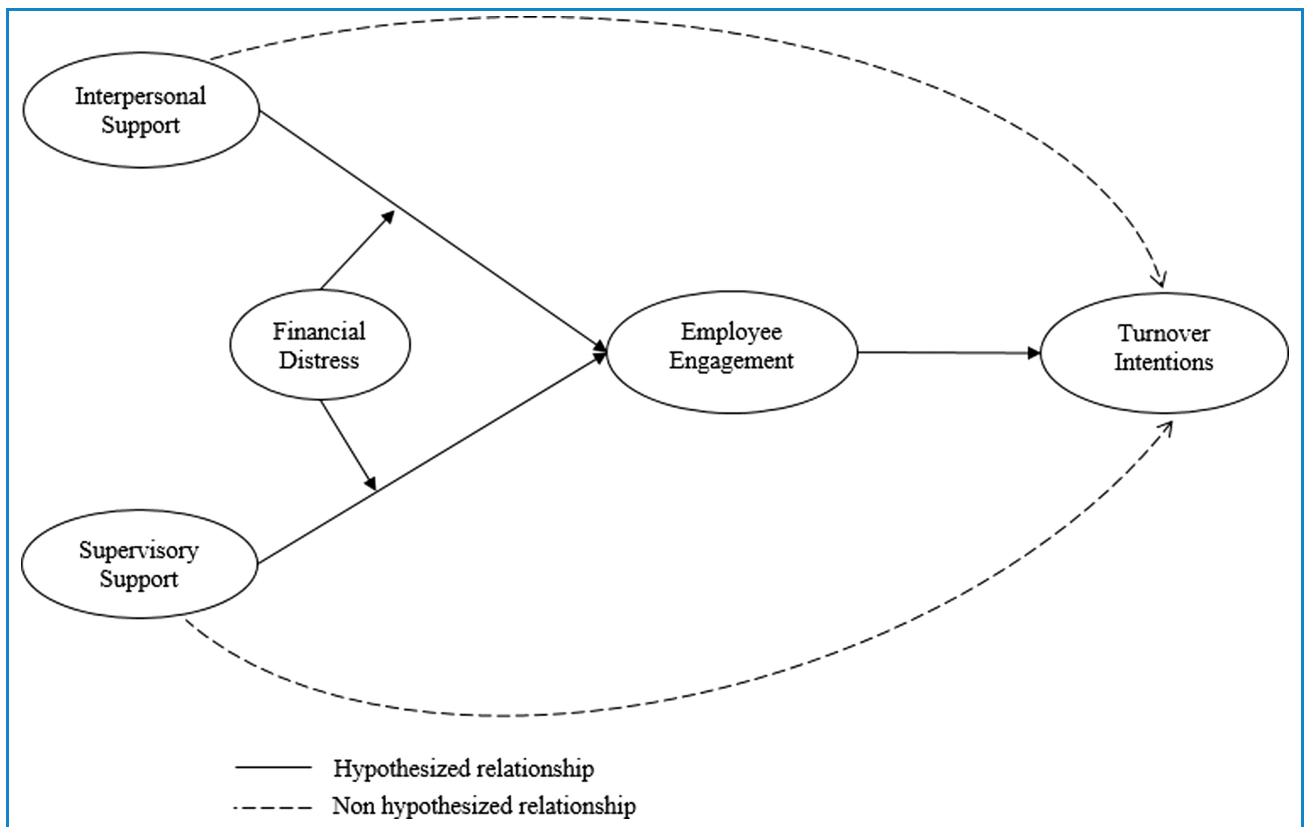 Interpersonal
Support
Financial
Distress
Employee
Engagement
Turnover
Intentions
Supervisory
Support
Hypothesized relationship
Non hypothesized relationship